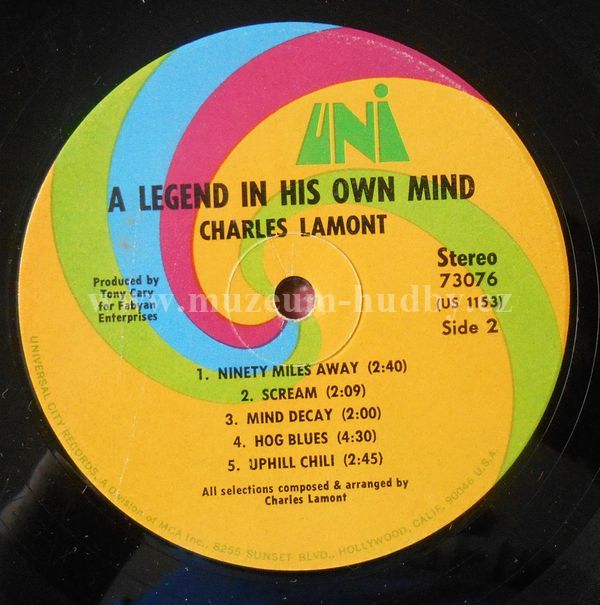 UNI
A LEGEND IN HIS OWN MIND
CHARLES LAMONT
Stereo
73076
(US 1153)
Side 2
Produced by
Tony Cary
for Fabyan
Enterprises
www.muzeum-hudby.cz
1. NINETY MILES AWAY (2:40)
2. SCREAM (2:09)
3. MIND DECAY (2:00)
4. HOG BLUES (4:30)
5. UPHILL CHILI (2:45)
All selections composed & arranged by
Charles Lamont
UNIVERSAL CITY RECORDS, A Division of MCA Inc., 8255 SUNSET BLVD., HOLLYWOOD, CALIF. 90046 U.S.A.